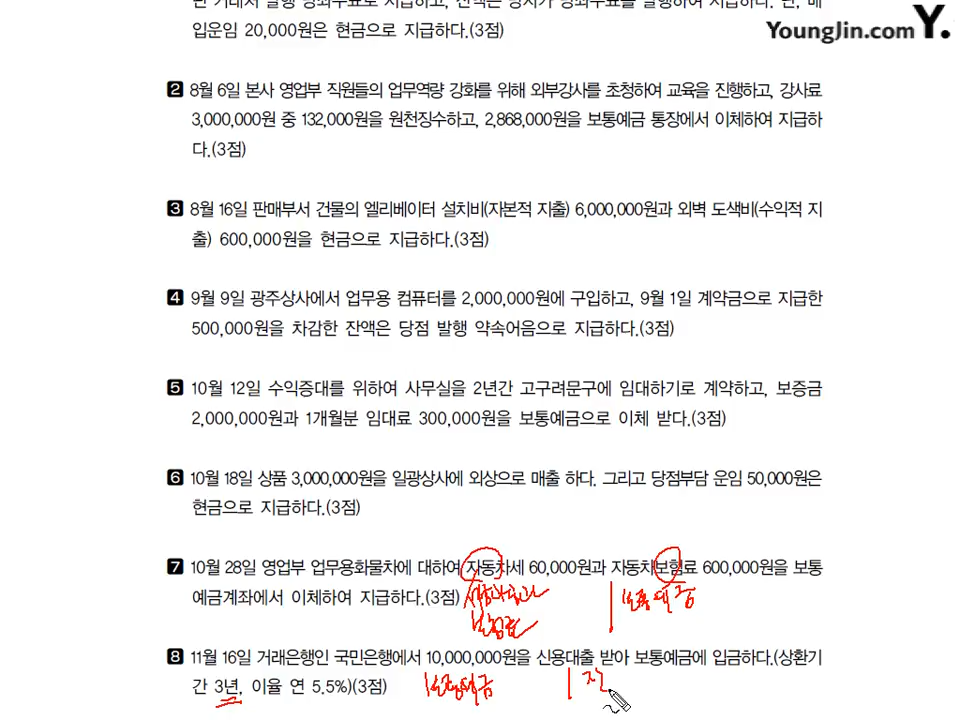 입운임 20,000원은 현금으로 지급하다.(3점)
YoungJin.com Y.
2 8월 6일 본사 영업부 직원들의 업무역량 강화를 위해 외부강사를 초청하여 교육을 진행하고, 강사료
3,000,000원 중 132,000원을 원천징수하고, 2,868,000원을 보통예금 통장에서 이체하여 지급하
다.(3점)
3 8월 16일 판매부서 건물의 엘리베이터 설치비(자본적 지출) 6,000,000원과 외벽 도색비(수익적 지
출) 600,000원을 현금으로 지급하다.(3점)
4 9월 9일 광주상사에서 업무용 컴퓨터를 2,000,000원에 구입하고, 9월 1일 계약금으로 지급한
500,000원을 차감한 잔액은 당점 발행 약속어음으로 지급하다.(3점)
5 10월 12일 수익증대를 위하여 사무실을 2년간 고구려문구에 임대하기로 계약하고, 보증금
2,000,000원과 1개월분 임대료 300,000원을 보통예금으로 이체 받다.(3점)
6 10월 18일 상품 3,000,000원을 일광상사에 외상으로 매출 하다. 그리고 당점부담 운임 50,000원은
현금으로 지급하다.(3점)
7 10월 28일 영업부 업무용화물차에 대하여 자동차세 60,000원과 자동차보험료 600,000원을 보통
예금계좌에서 이체하여 지급하다.(3점) 세금과공과 보통예금
보험료
8 11월 16일 거래은행인 국민은행에서 10,000,000원을 신용대출 받아 보통예금에 입금하다.(상환기
간 3년, 이율 연 5.5%)(3점) 보통예금